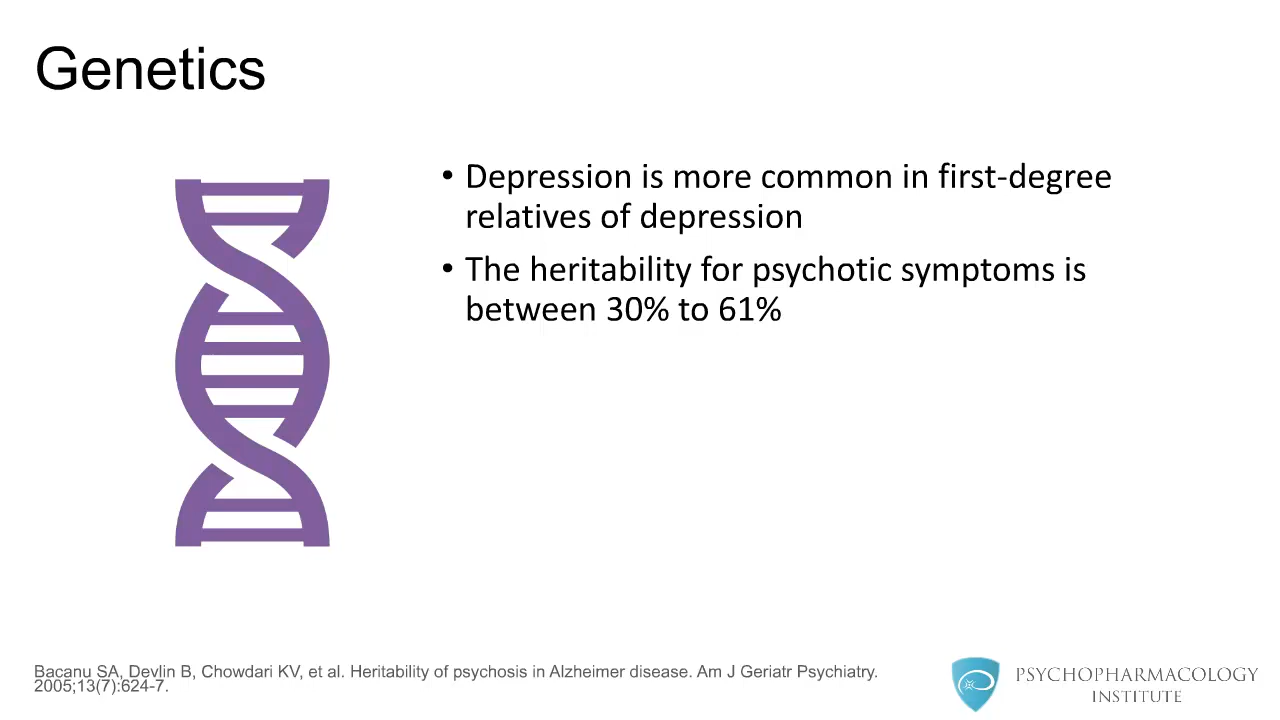 Genetics
• Depression is more common in first-degree
relatives of depression
• The heritability for psychotic symptoms is
between 30% to 61%
Bacanu SA, Devlin B, Chowdari KV, et al. Heritability of psychosis in Alzheimer disease. Am J Geriatr Psychiatry.
2005;13(7):624-7.
PSYCHOPHARMACOLOGY
INSTITUTE